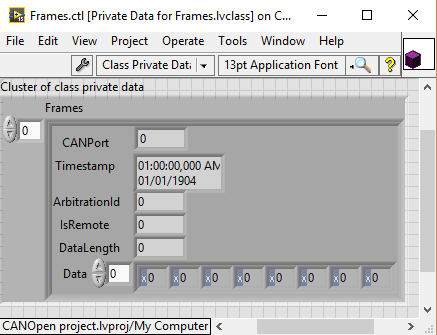 Frames.ctl [Private Data for Frames.lvclass] on C...
File Edit View Project Operate Tools Window Help
Class Private Data 13pt Application Font
Cluster of class private data
Frames
0
CANPort 0
Timestamp 01:00:00,000 AM
01/01/1904
ArbitrationId 0
IsRemote 0
DataLength 0
Data 0 x0 x0 x0 x0 x0 x0 x0 x0
CANOpen project.lvproj/My Computer